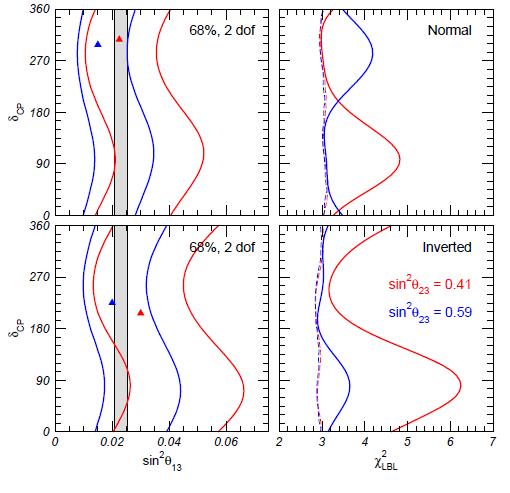 360
270
180
90
0
δCP
68%, 2 dof
Normal
360
270
180
90
0
δCP
68%, 2 dof
Inverted
sin²θ23 = 0.41
sin²θ23 = 0.59
0 0.02 0.04 0.06
2 3 4 5 6 7
sin²θ13
χ²LBL